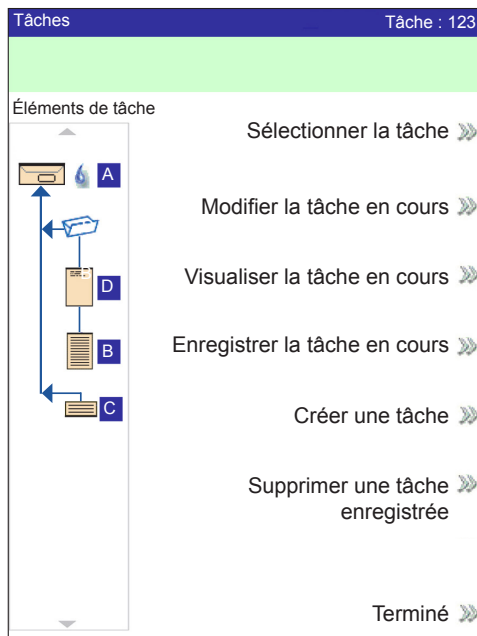 Tâches
Tâche : 123
Éléments de tâche
Sélectionner la tâche
A
Modifier la tâche en cours
Visualiser la tâche en cours
D
Enregistrer la tâche en cours
B
Créer une tâche
C
Supprimer une tâche
enregistrée
Terminé